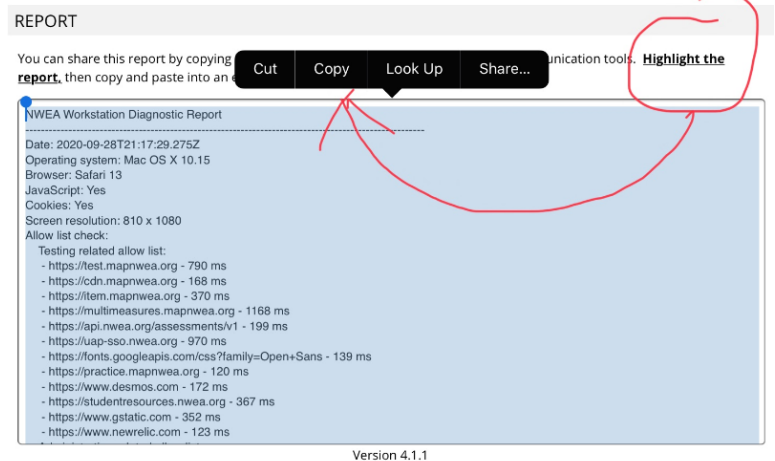 REPORT
You can share this report by copying
unication tools. Highlight the
report, then copy and paste into an e
Cut Copy Look Up Share...
NWEA Workstation Diagnostic Report
--------------------------------------------------------------------------------
Date: 2020-09-28T21:17:29.275Z
Operating system: Mac OS X 10.15
Browser: Safari 13
JavaScript: Yes
Cookies: Yes
Screen resolution: 810 x 1080
Allow list check:
Testing related allow list:
- https://test.mapnwea.org - 790 ms
- https://cdn.mapnwea.org - 168 ms
- https://item.mapnwea.org - 370 ms
- https://multimeasures.mapnwea.org - 1168 ms
- https://api.nwea.org/assessments/v1 - 199 ms
- https://uap-sso.nwea.org - 970 ms
- https://fonts.googleapis.com/css?family=Open+Sans - 139 ms
- https://practice.mapnwea.org - 120 ms
- https://www.desmos.com - 172 ms
- https://studentresources.nwea.org - 367 ms
- https://www.gstatic.com - 352 ms
- https://www.newrelic.com - 123 ms
Version 4.1.1